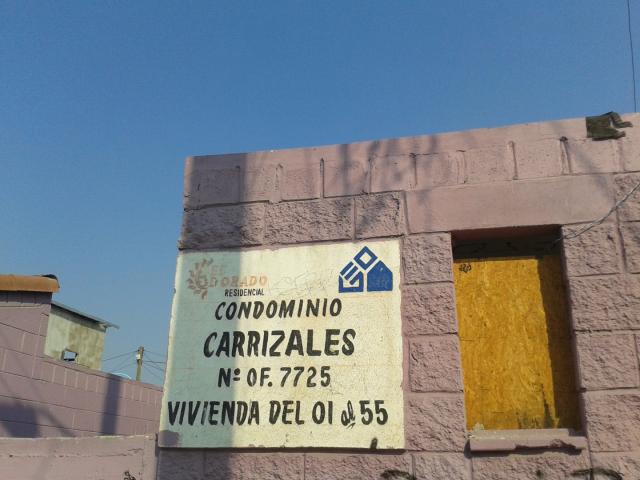 EL
DORADO
RESIDENCIAL
CONDOMINIO
CARRIZALES
Nº OF. 7725
VIVIENDA DEL 01 al 55